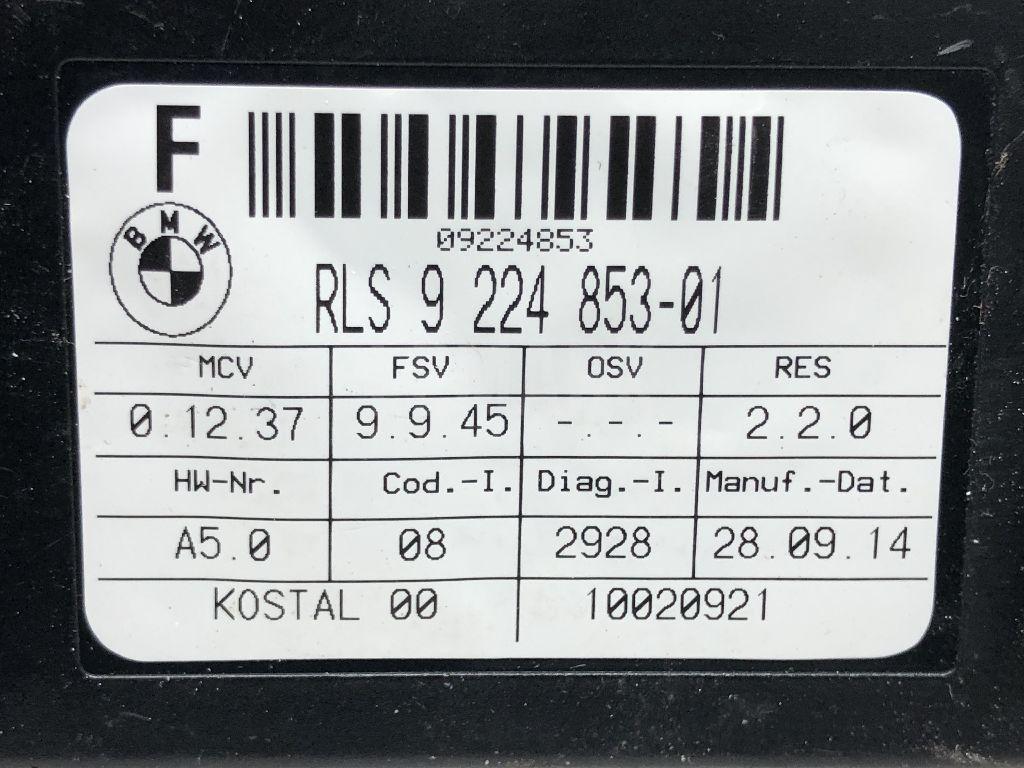 F
BMW
09224853
RLS 9 224 853-01
MCV FSV OSV RES
0.12.37 9.9.45 -.-.- 2.2.0
HW-Nr. Cod.-I. Diag.-I. Manuf.-Dat.
A5.0 08 2928 28.09.14
KOSTAL 00 10020921